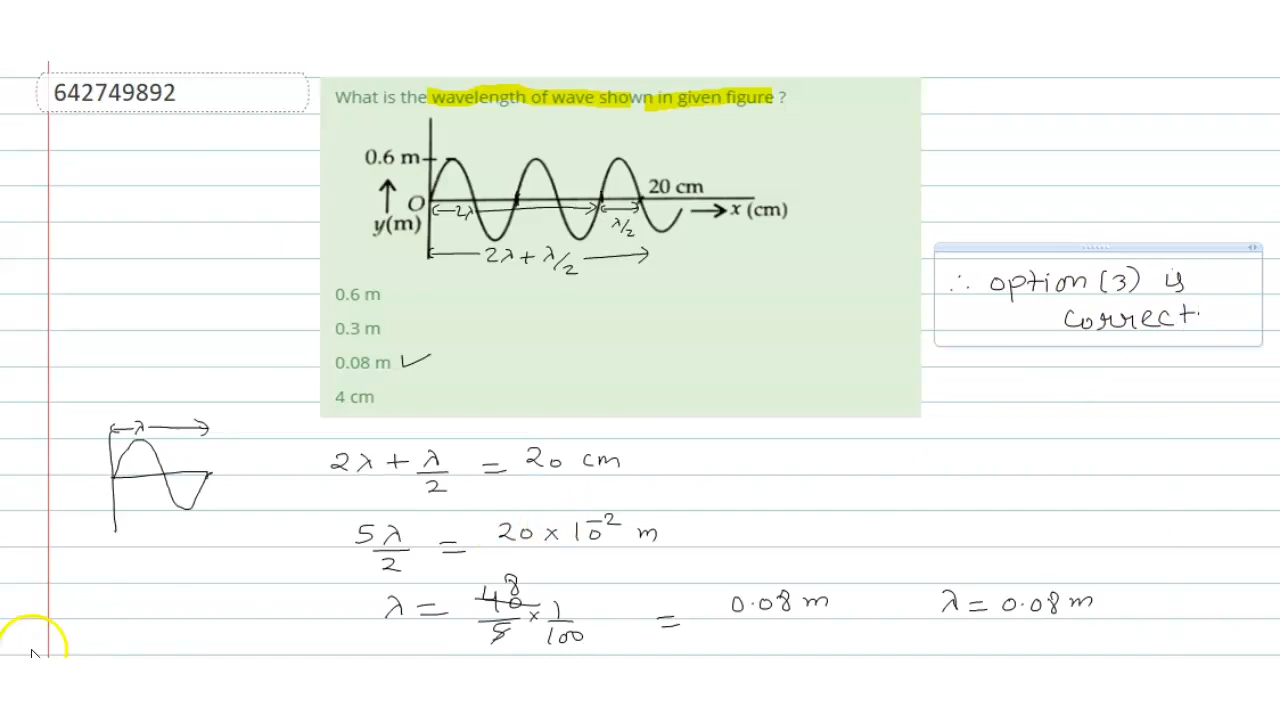 642749892
What is the wavelength of wave shown in given figure ?
0.6 m
20 cm
O
2λ
x (cm)
y(m)
λ/2
2λ + λ/2
0.6 m
0.3 m
0.08 m
4 cm
∴ option (3) is
correct.
λ
2λ + λ/2 = 20 cm
5λ/2 = 20 × 10⁻² m
λ = 40/5 × 1/100 = 0.08 m λ = 0.08 m
8